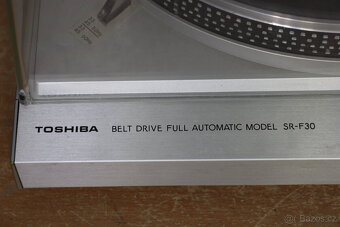 TOSHIBA BELT DRIVE FULL AUTOMATIC MODEL SR-F30